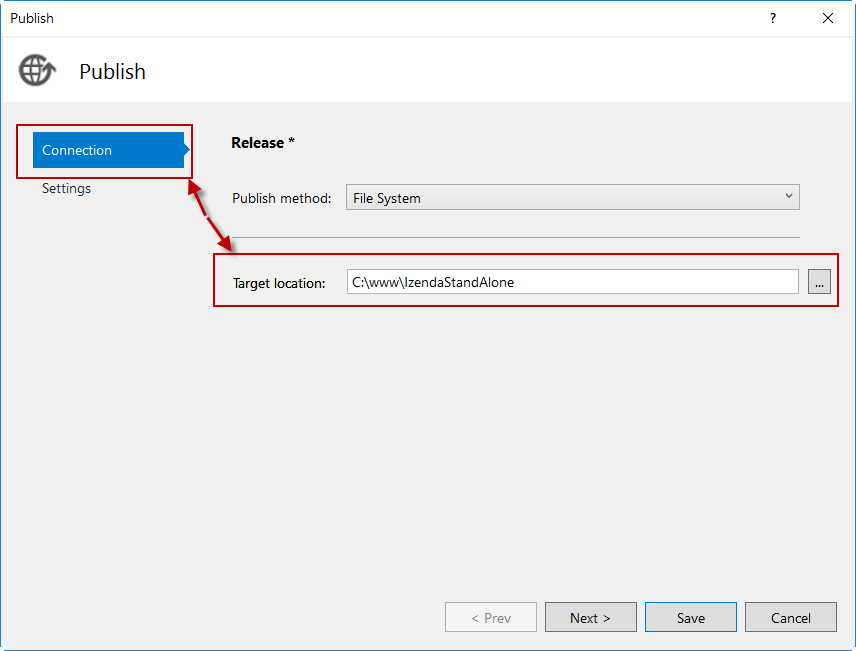 Publish
?
Publish
Connection
Settings
Release *
Publish method: File System
Target location: C:\www\IzendaStandAlone ...
< Prev Next > Save Cancel